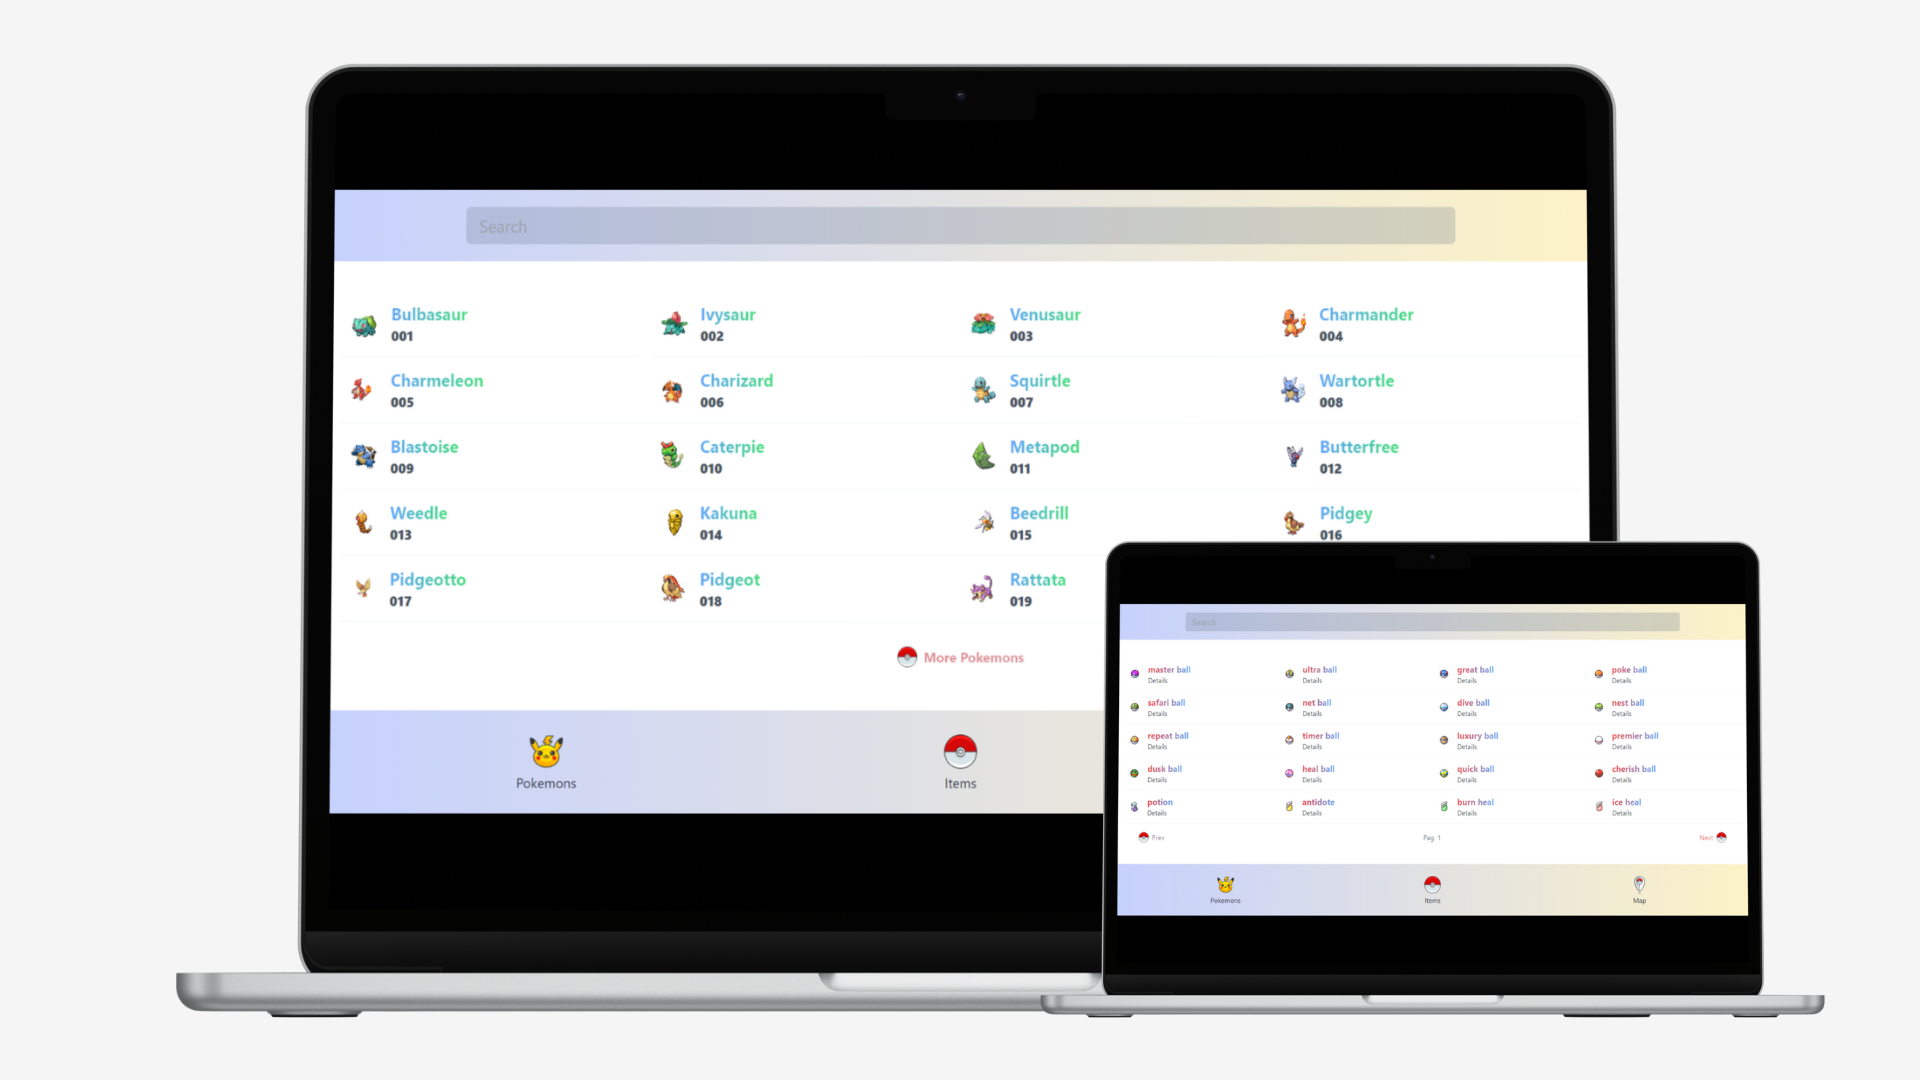 Search
Bulbasaur
001
Ivysaur
002
Venusaur
003
Charmander
004
Charmeleon
005
Charizard
006
Squirtle
007
Wartortle
008
Blastoise
009
Caterpie
010
Metapod
011
Butterfree
012
Weedle
013
Kakuna
014
Beedrill
015
Pidgey
016
Pidgeotto
017
Pidgeot
018
Rattata
019
More Pokemons
Pokemons
Items
Search
master ball
Details
ultra ball
Details
great ball
Details
poke ball
Details
safari ball
Details
net ball
Details
dive ball
Details
nest ball
Details
repeat ball
Details
timer ball
Details
luxury ball
Details
premier ball
Details
dusk ball
Details
heal ball
Details
quick ball
Details
cherish ball
Details
potion
Details
antidote
Details
burn heal
Details
ice heal
Details
Prev
Pag. 1
Next
Pokemons
Items
Map